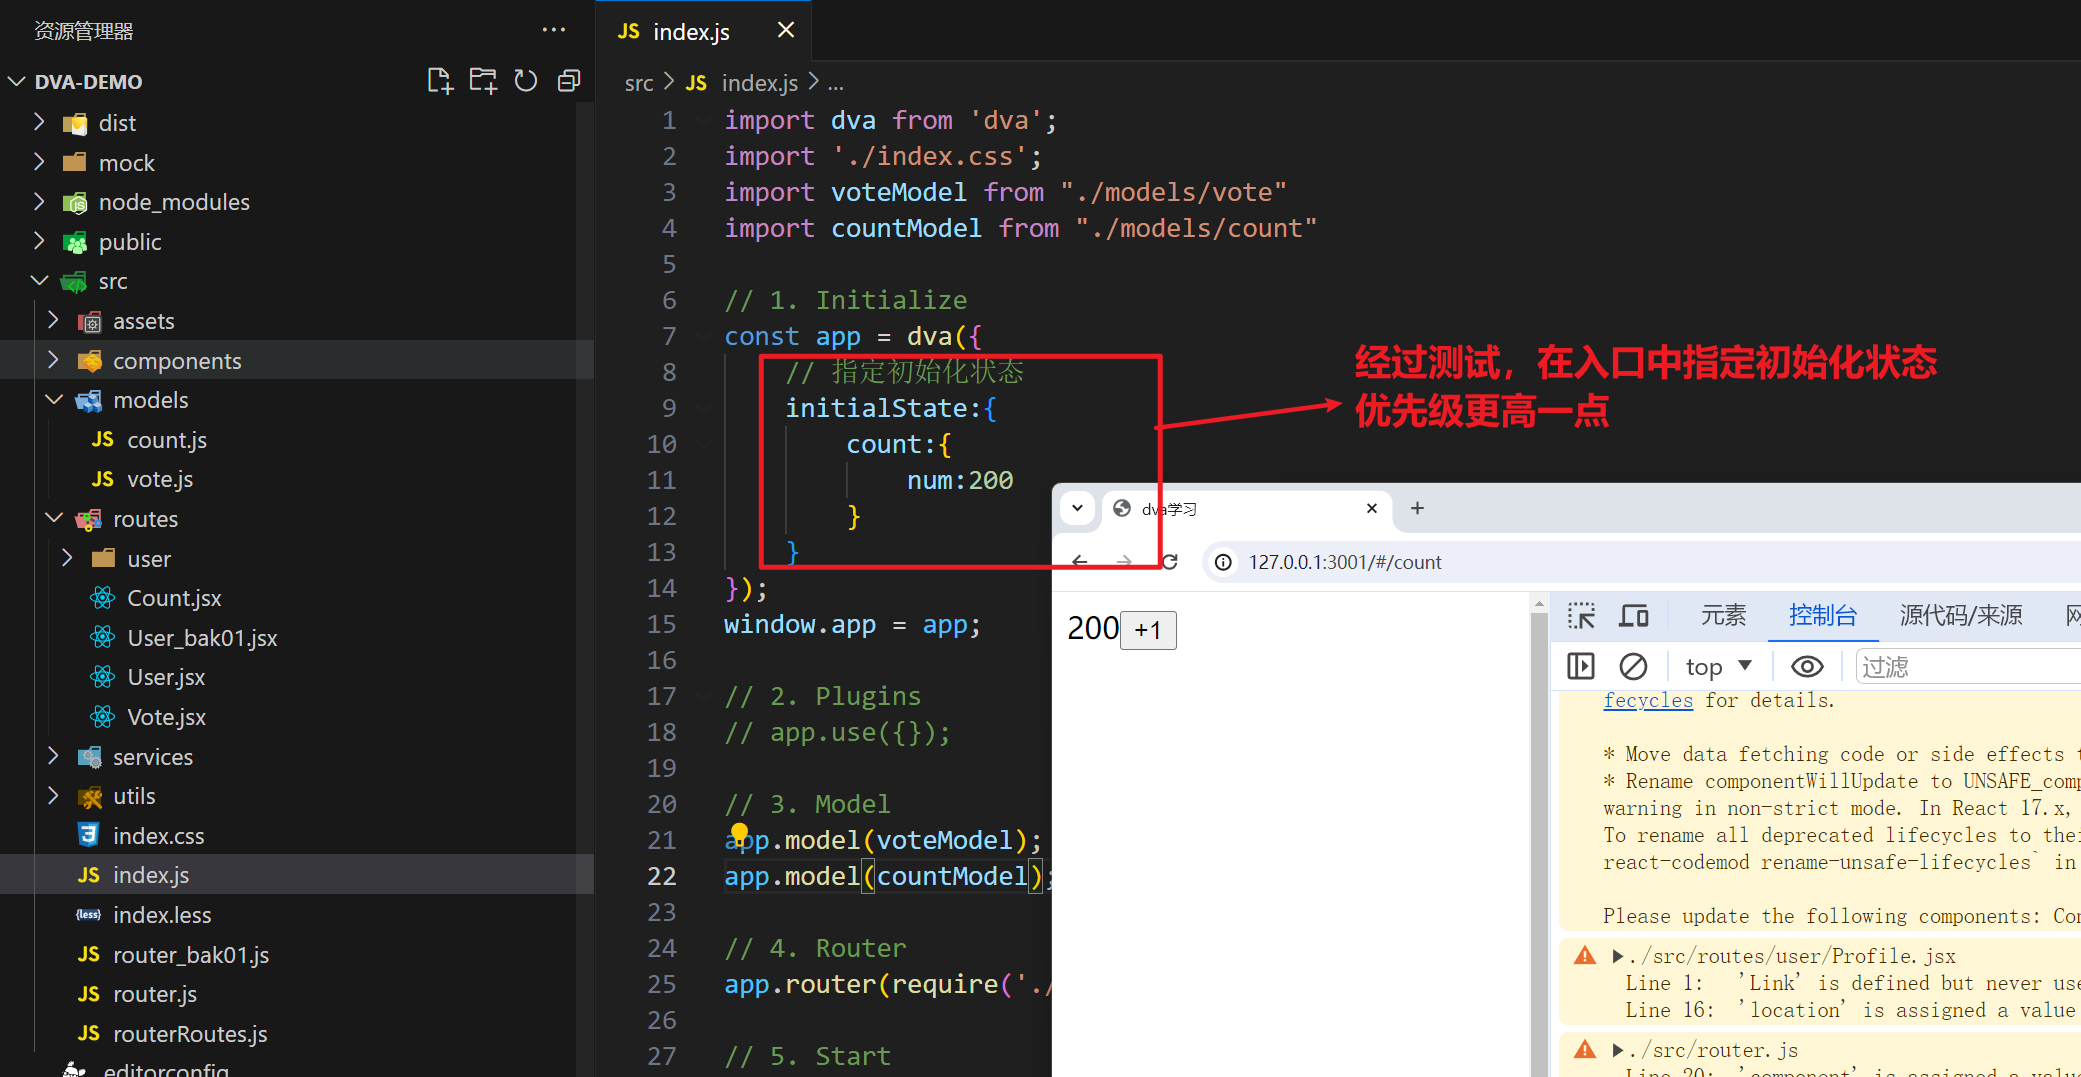 资源管理器
DVA-DEMO
dist
mock
node_modules
public
src
assets
components
models
JS count.js
JS vote.js
routes
user
Count.jsx
User_bak01.jsx
User.jsx
Vote.jsx
services
utils
index.css
JS index.js
{less} index.less
JS router_bak01.js
JS router.js
JS routerRoutes.js
.editorconfig
JS index.js
src > JS index.js > ...
1 import dva from 'dva';
2 import './index.css';
3 import voteModel from "./models/vote"
4 import countModel from "./models/count"
5
6 // 1. Initialize
7 const app = dva({
8 // 指定初始化状态
9 initialState:{
10 count:{
11 num:200
12 }
13 }
14 });
15 window.app = app;
16
17 // 2. Plugins
18 // app.use({});
19
20 // 3. Model
21 app.model(voteModel);
22 app.model(countModel);
23
24 // 4. Router
25 app.router(require('./
26
27 // 5. Start
经过测试，在入口中指定初始化状态
优先级更高一点
dva学习
127.0.0.1:3001/#/count
200 +1
元素 控制台 源代码/来源 网
top 过滤
fecycles for details.
* Move data fetching code or side effects t
* Rename componentWillUpdate to UNSAFE_comp
warning in non-strict mode. In React 17.x,
To rename all deprecated lifecycles to thei
react-codemod rename-unsafe-lifecycles` in
Please update the following components: Con
./src/routes/user/Profile.jsx
Line 1: 'Link' is defined but never use
Line 16: 'location' is assigned a value
./src/router.js
Line 20: 'component' is assigned a value